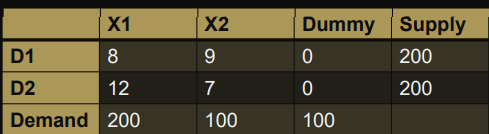 X1 X2 Dummy Supply
D1 8 9 0 200
D2 12 7 0 200
Demand 200 100 100